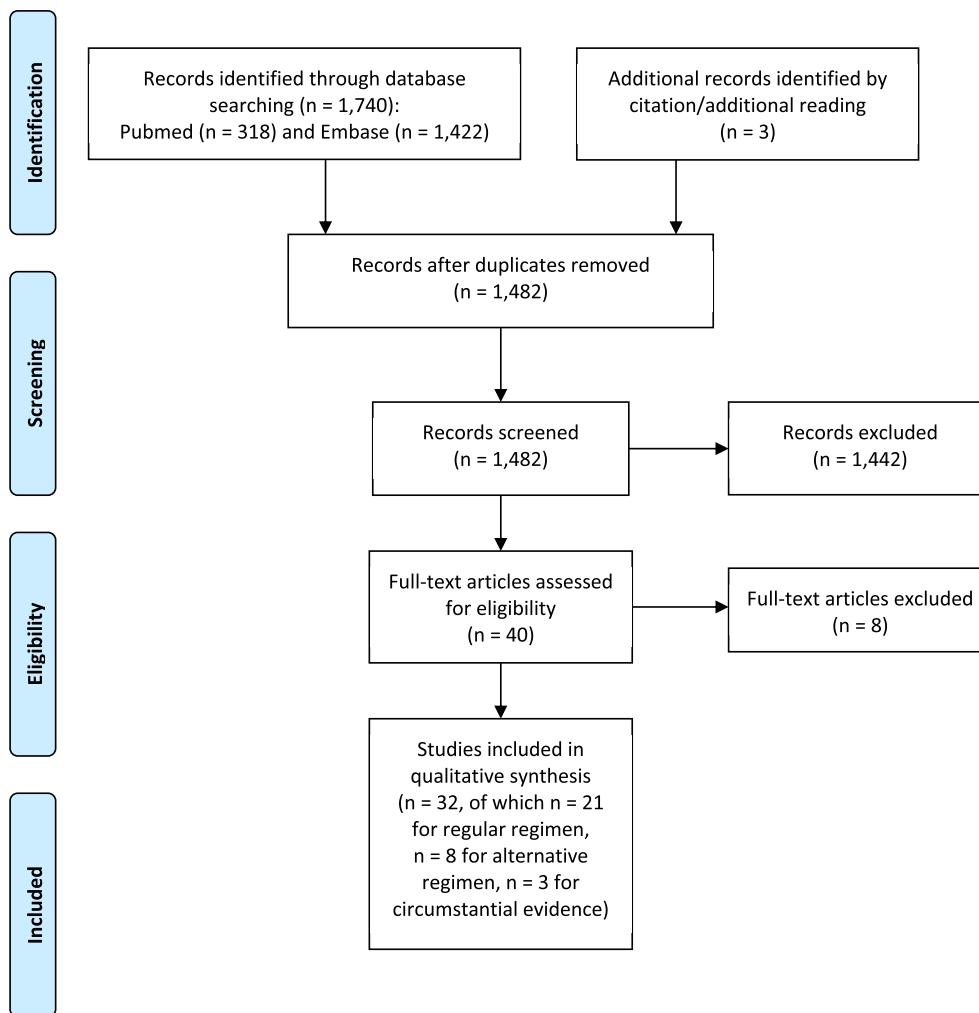 Identification
Records identified through database
searching (n = 1,740):
Pubmed (n = 318) and Embase (n = 1,422)
Additional records identified by
citation/additional reading
(n = 3)
Records after duplicates removed
(n = 1,482)
Screening
Records screened
(n = 1,482)
Records excluded
(n = 1,442)
Eligibility
Full-text articles assessed
for eligibility
(n = 40)
Full-text articles excluded
(n = 8)
Included
Studies included in
qualitative synthesis
(n = 32, of which n = 21
for regular regimen,
n = 8 for alternative
regimen, n = 3 for
circumstantial evidence)